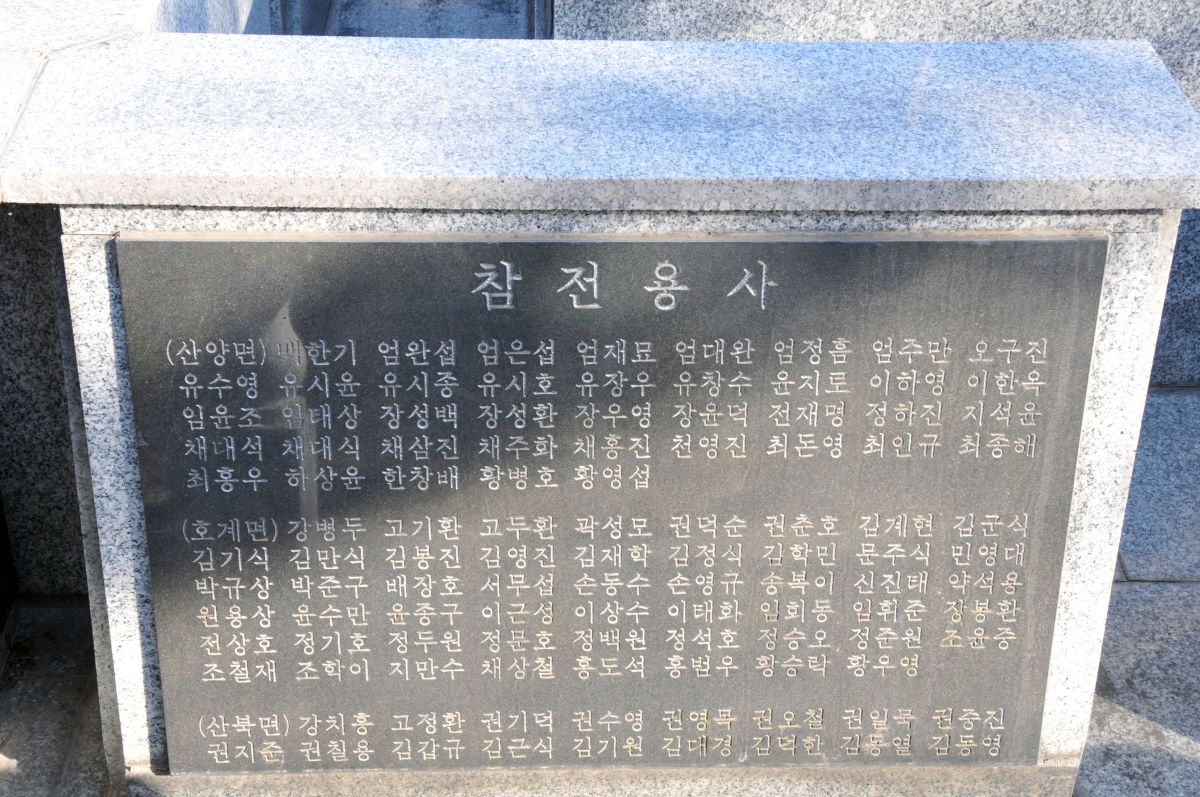 참전용사
(산양면) 백한기 엄완섭 엄은섭 엄재묘 엄대완 엄정흠 엄주만 오구진
유수영 유시윤 유시종 유시호 유장우 유창수 윤지토 이하영 이한옥
임윤조 임태상 장성백 장성환 장우영 장윤덕 전재명 정하진 지석윤
채대석 채대식 채삼진 채주화 채홍진 천영진 최돈영 최인규 최종해
최홍우 하상윤 한창배 황병호 황영섭
(호계면) 강병두 고기환 고두환 곽성모 권덕순 권춘호 김계현 김군식
김기식 김만식 김봉진 김영진 김재학 김정식 김학민 문주식 민영대
박규상 박준구 배장호 서무섭 손동수 손영규 송복이 신진태 약석용
원용상 윤수만 윤종구 이근성 이상수 이태화 임희동 임휘준 장봉환
전상호 정기호 정두원 정문호 정백원 정석호 정승오 정준원 조윤중
조철재 조학이 지만수 채상철 홍도석 홍범우 황승락 황우영
(산북면) 강치홍 고정환 권기덕 권수영 권영목 권오칠 권일묵 권중진
권지준 권칠용 김갑규 김근식 김기원 김대경 김덕한 김동열 김동영